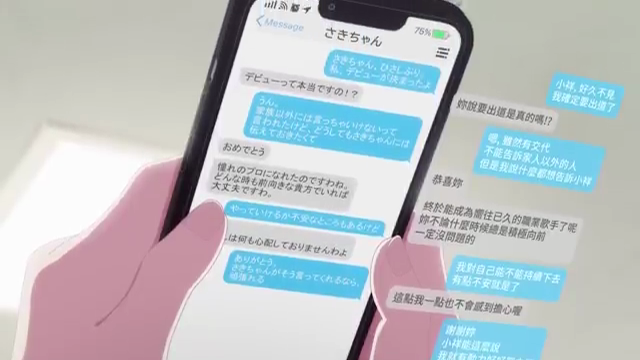 75%
Message
さきちゃん
さきちゃん、ひさしぶり。
私、デビューが決まったよ
デビューって本当ですの!?
うん。
家族以外には言っちゃいけないって
言われたけど、どうしてもさきちゃんには
伝えておきたくて
おめでとう
憧れのプロになれたのですわね。
どんな時も前向きな貴方でいれば
大丈夫ですわ。
やっていけるか不安なところもあるけど
は何も心配しておりませんわよ
ありがとう。
さきちゃんがそう言ってくれるなら、
頑張れる
小祥,好久不見
我確定要出道了
妳說要出道是真的嗎!?
嗯,雖然有交代
不能告訴家人以外的人
但是我說什麼都想告訴小祥
恭喜妳
終於能成為嚮往已久的職業歌手了呢
妳不論什麼時候總是積極向前
一定沒問題的
我對自己能不能持續下去
有點不安就是了
這點我一點也不會感到擔心喔
謝謝妳
小祥能這麼說
我就有動力